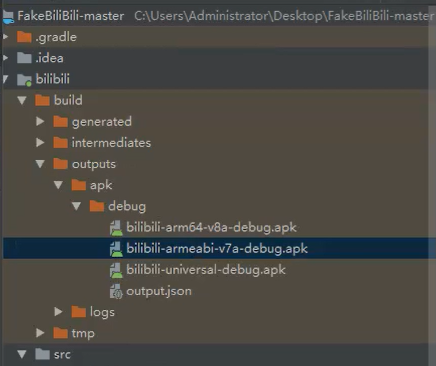 FakeBiliBili-master C:\Users\Administrator\Desktop\FakeBiliBili-master
.gradle
.idea
bilibili
build
generated
intermediates
outputs
apk
debug
bilibili-arm64-v8a-debug.apk
bilibili-armeabi-v7a-debug.apk
bilibili-universal-debug.apk
output.json
logs
tmp
src